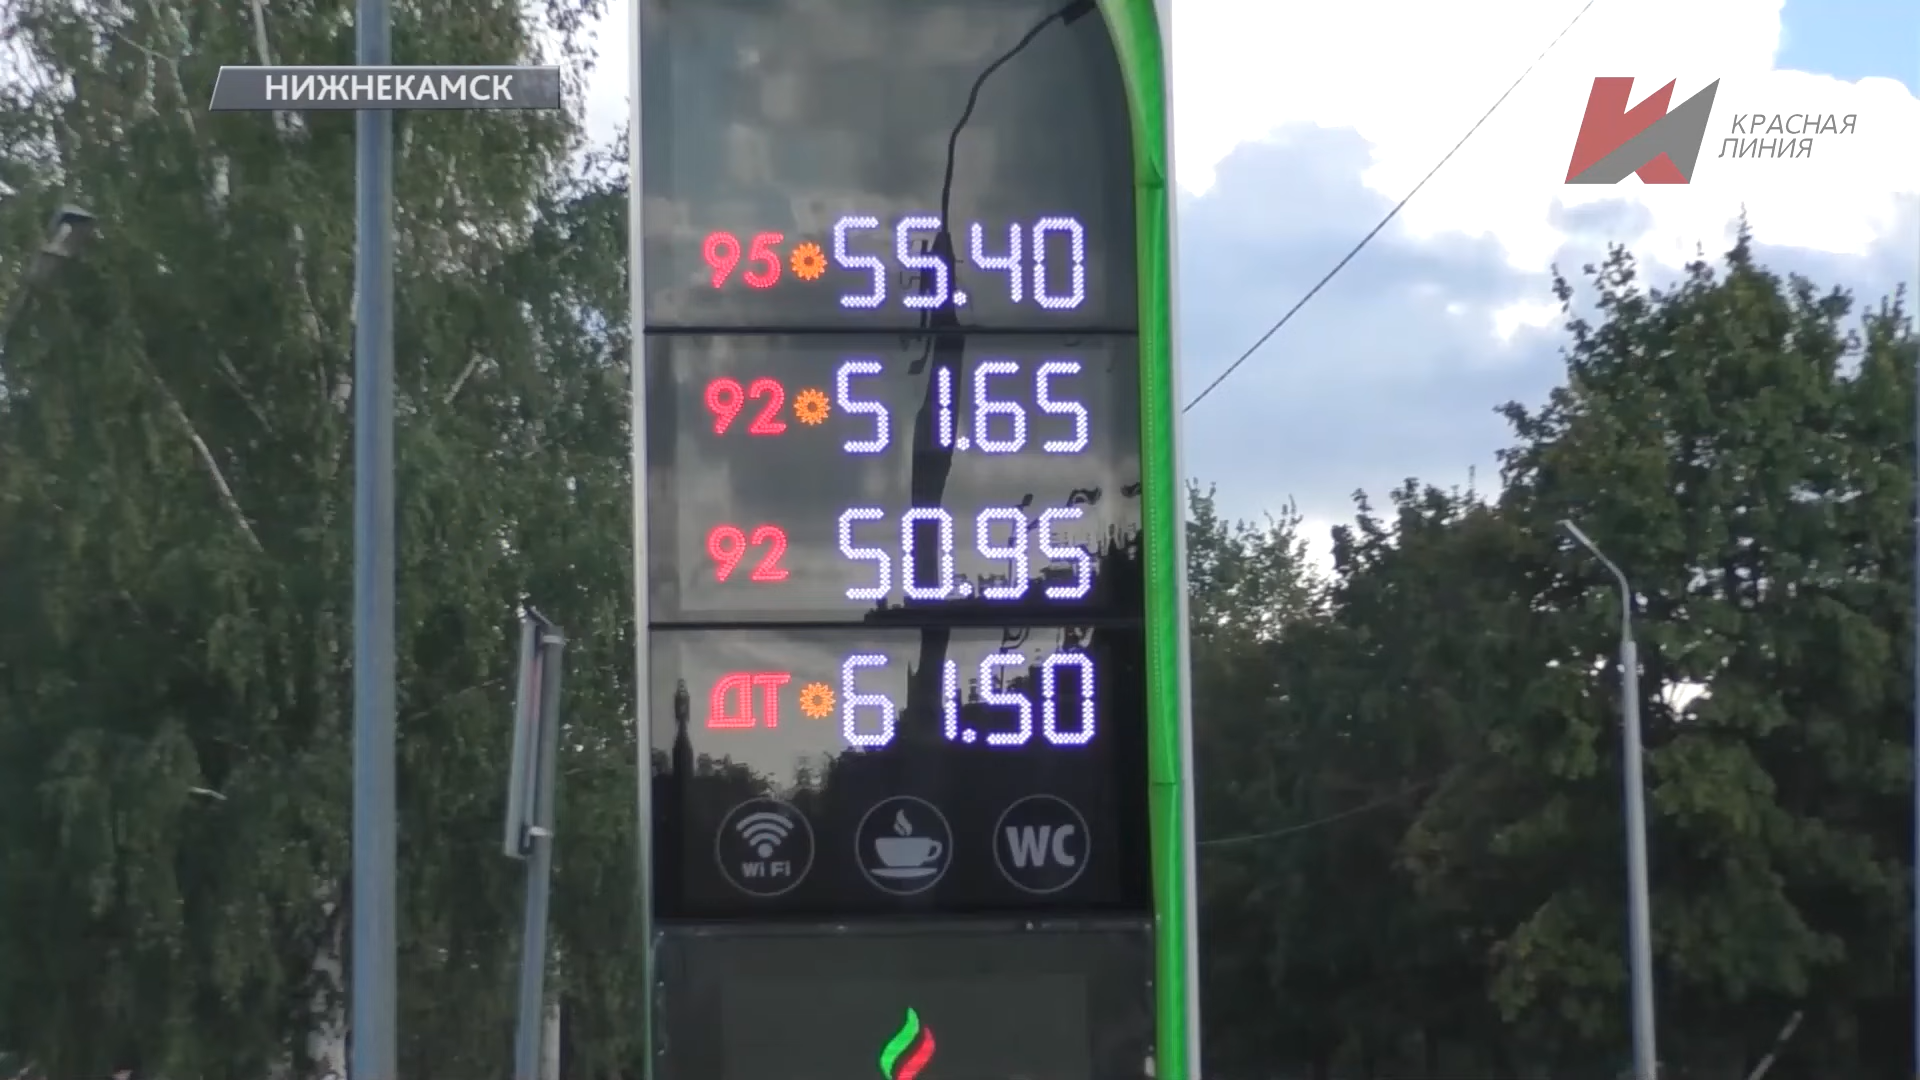 НИЖНЕКАМСК
КРАСНАЯ
ЛИНИЯ
95 55.40
92 51.65
92 50.95
ДТ 61.50
Wi Fi
WC